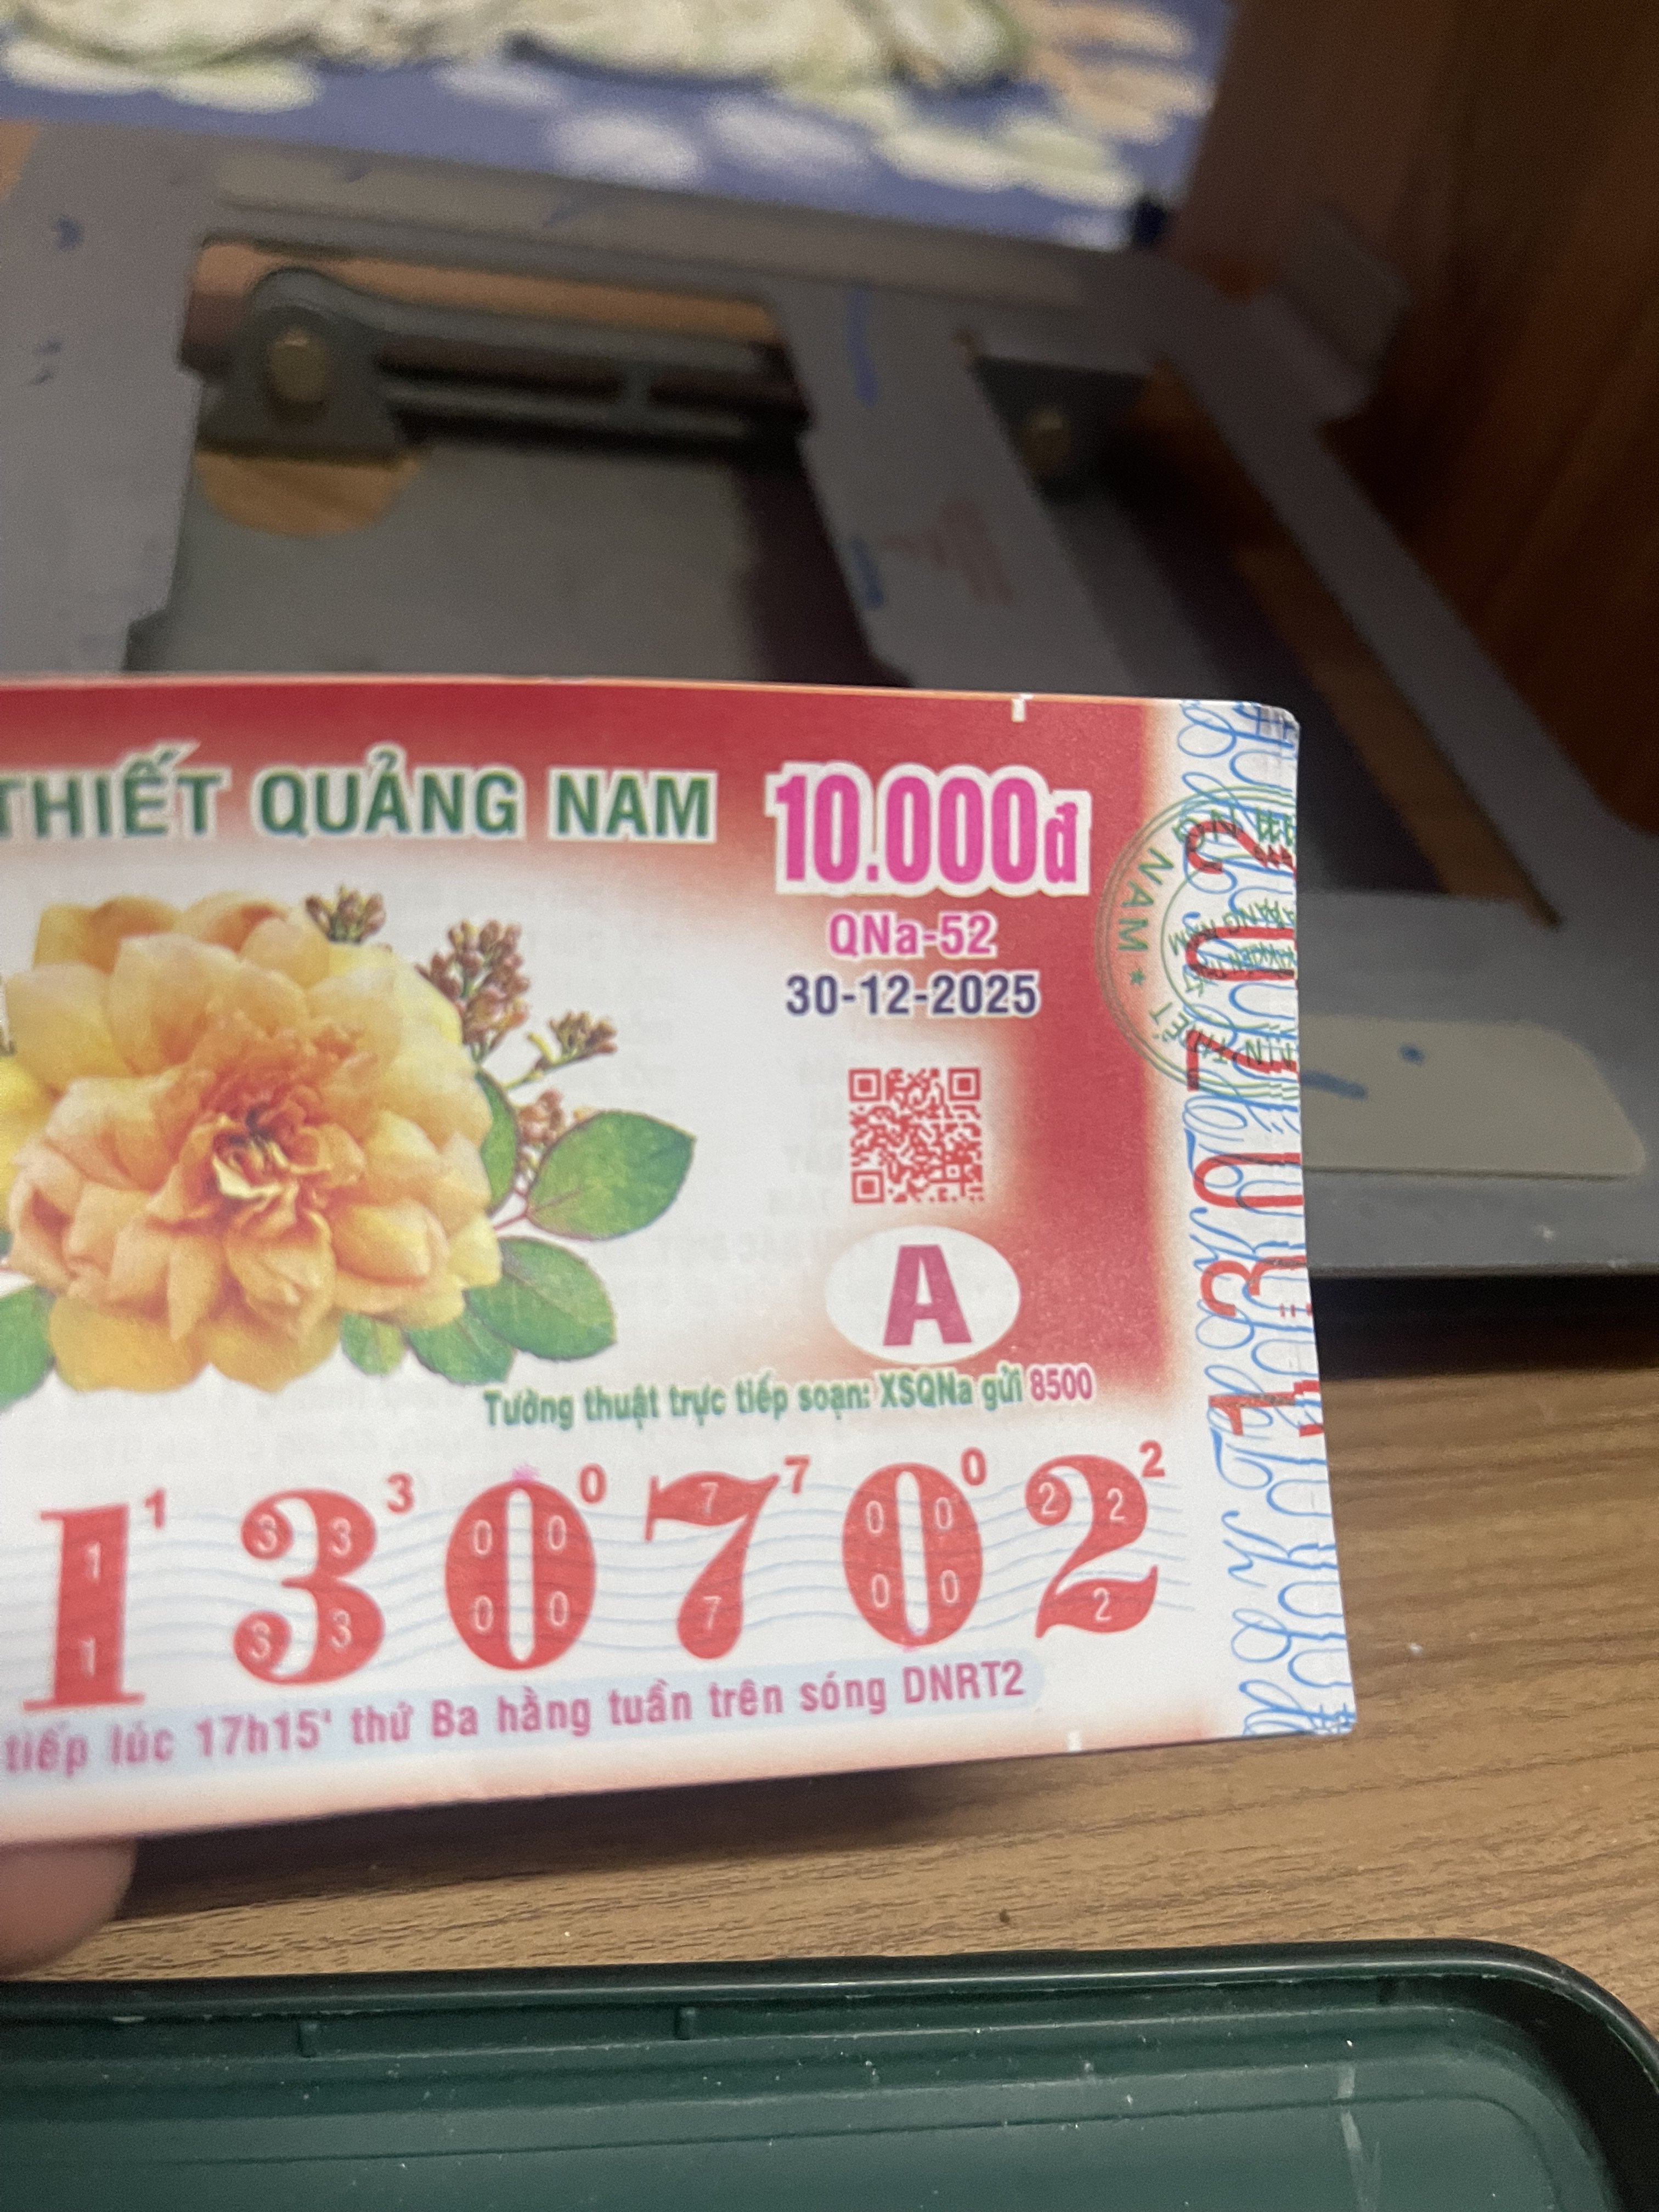 THIẾT QUẢNG NAM
10.000đ
QNa-52
30-12-2025
A
Tường thuật trực tiếp soạn: XSQNa gửi 8500
130702
tiếp lúc 17h15' thứ Ba hằng tuần trên sóng DNRT2
NAM *